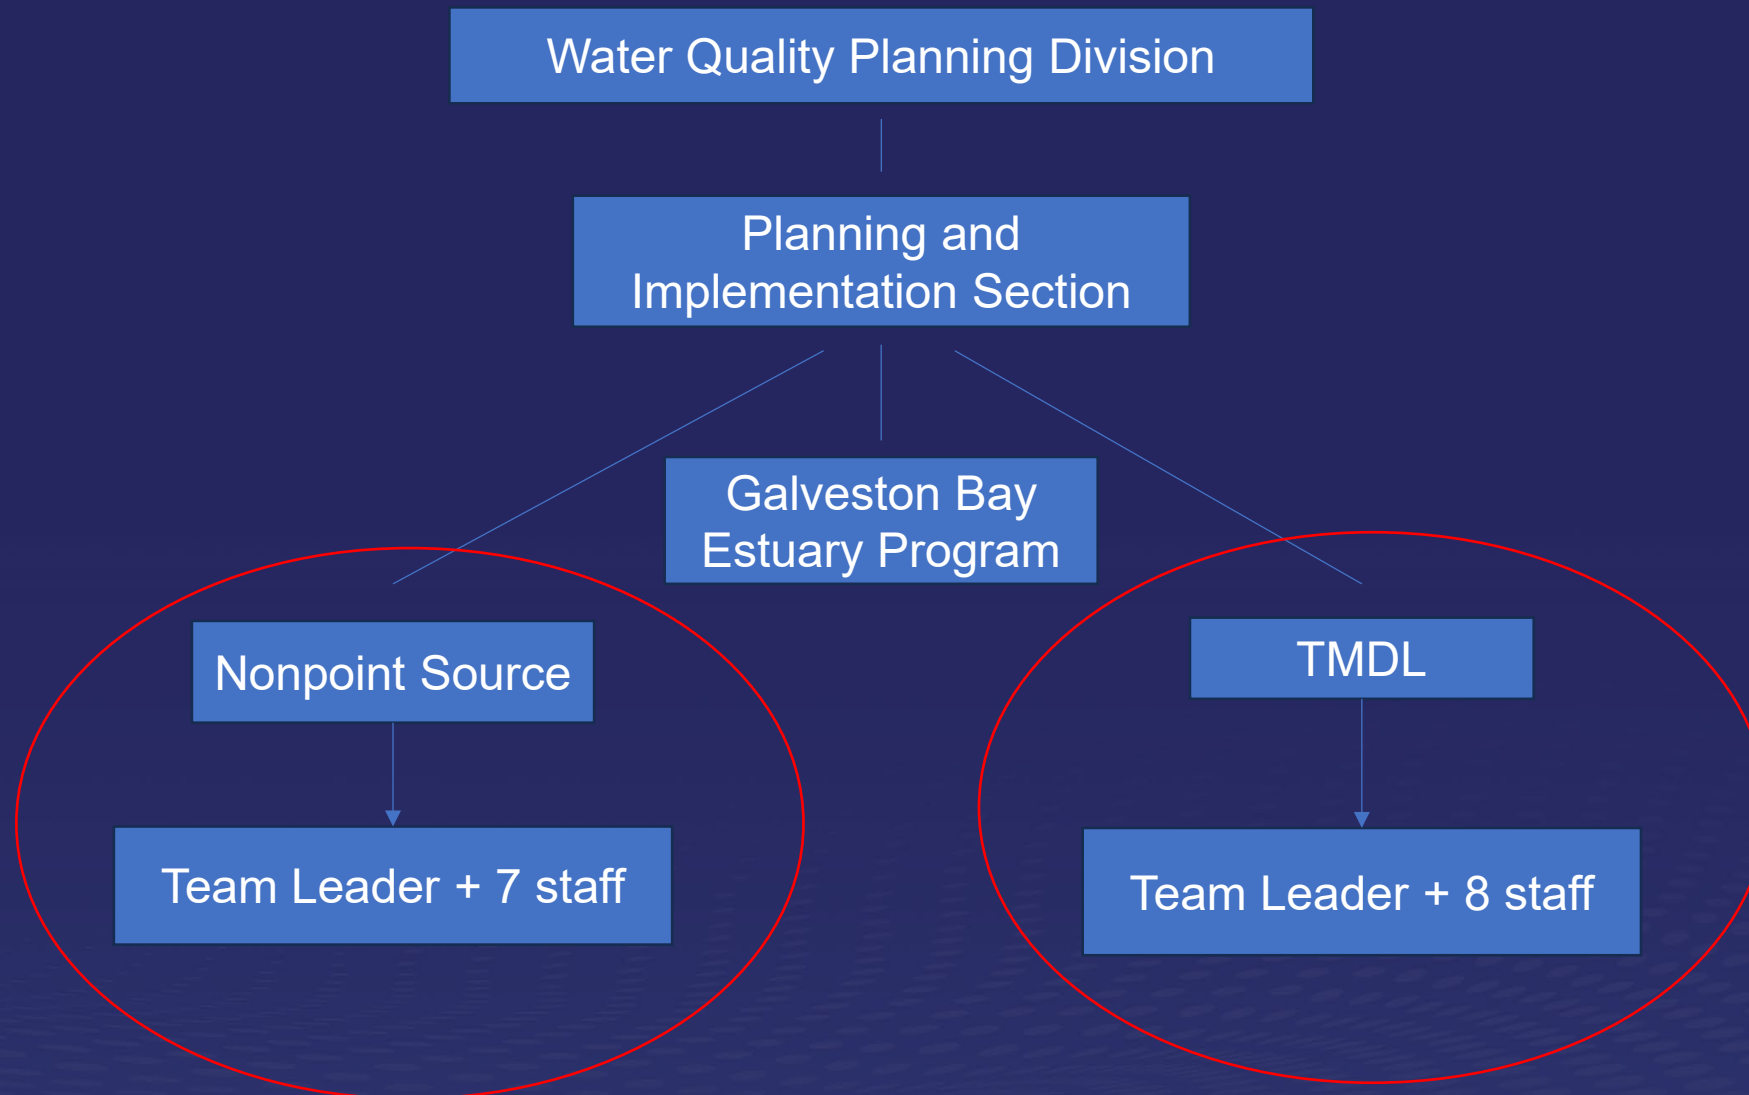 Water Quality Planning Division
Planning and
Implementation Section
Galveston Bay
Estuary Program
Nonpoint Source
TMDL
Team Leader + 7 staff
Team Leader + 8 staff